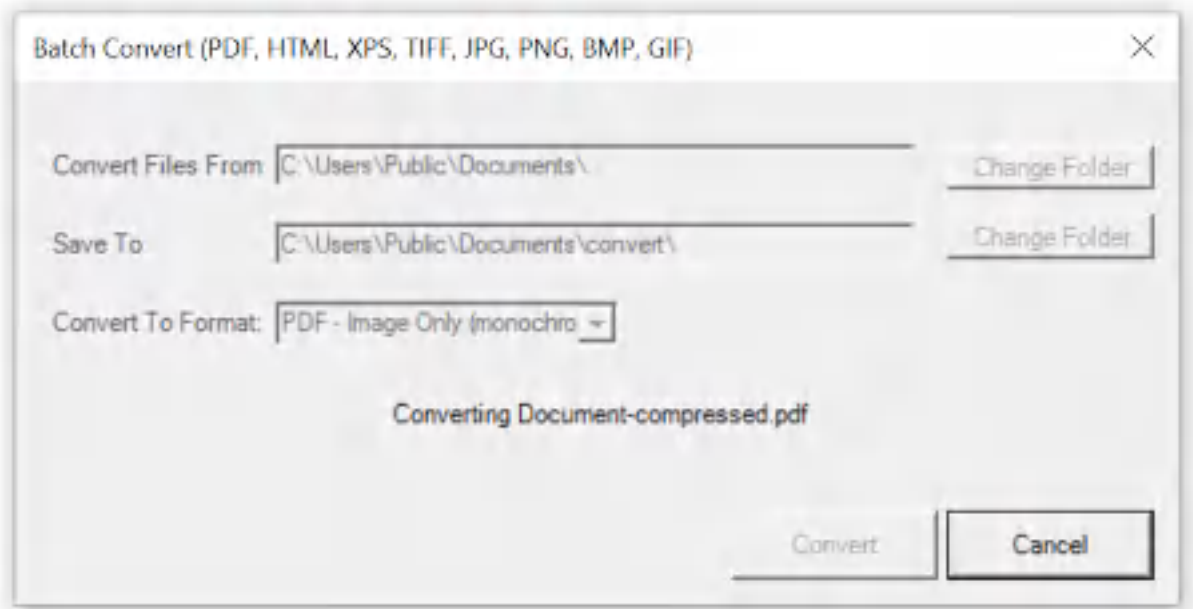 Batch Convert (PDF, HTML, XPS, TIFF, JPG, PNG, BMP, GIF)
Convert Files From C:\Users\Public\Documents\ Change Folder
Save To C:\Users\Public\Documents\convert\ Change Folder
Convert To Format: PDF - Image Only (monochro
Converting Document-compressed.pdf
Convert Cancel